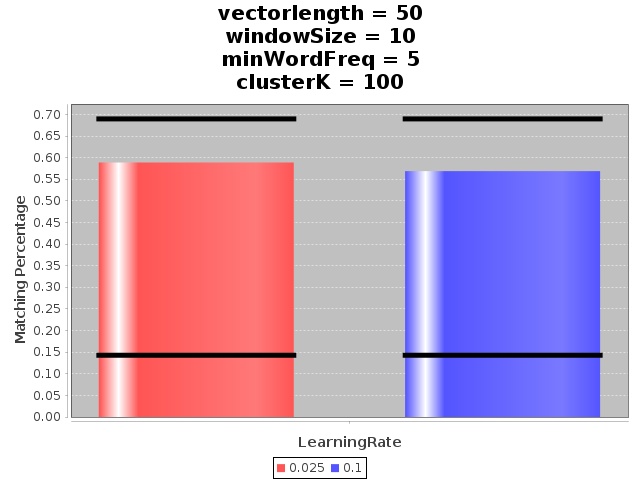 vectorlength = 50
windowSize = 10
minWordFreq = 5
clusterK = 100
Matching Percentage
0.70
0.65
0.60
0.55
0.50
0.45
0.40
0.35
0.30
0.25
0.20
0.15
0.10
0.05
0.00
LearningRate
0.025 0.1